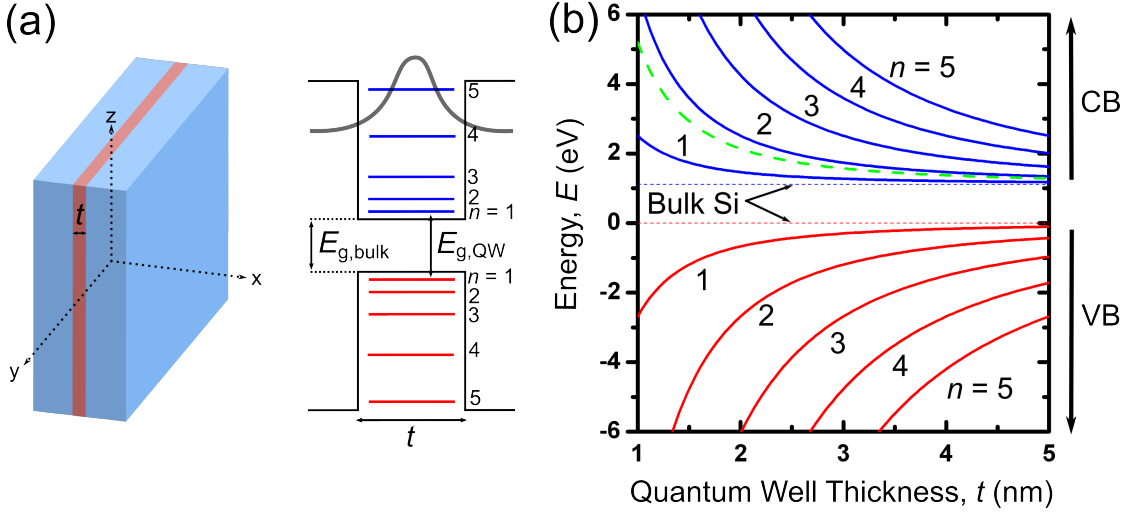 (a)
z
t
x
y
5
4
3
2
n = 1
E_g,bulk
E_g,QW
n = 1
2
3
4
5
t
(b)
Energy, E (eV)
6
4
2
0
-2
-4
-6
n = 5
4
3
2
1
Bulk Si
1
2
3
4
n = 5
1
2
3
4
5
Quantum Well Thickness, t (nm)
CB
VB